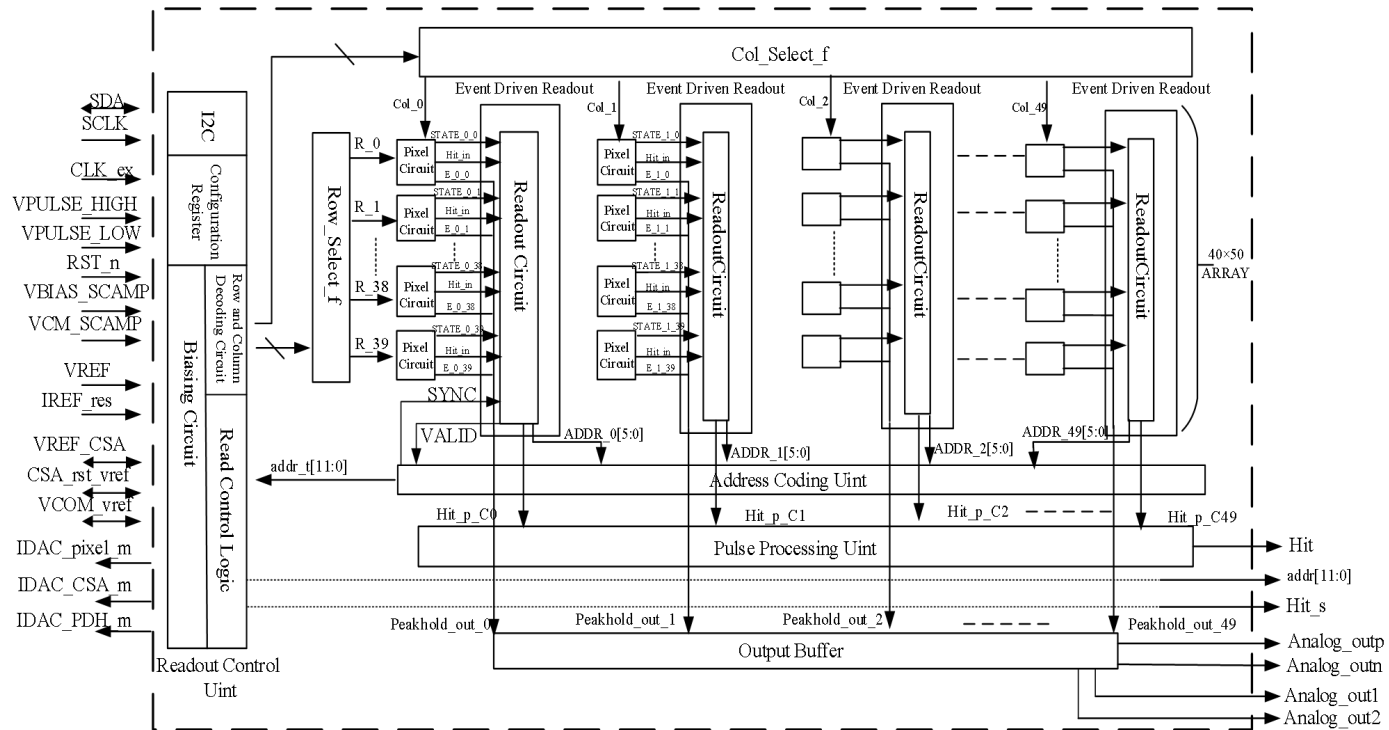 Col_Select_f
Event Driven Readout
Event Driven Readout
Event Driven Readout
Event Driven Readout
Col_0
Col_1
Col_2
Col_49
SDA
SCLK
CLK_ex
VPULSE_HIGH
VPULSE_LOW
RST_n
VBIAS_SCAMP
VCM_SCAMP
VREF
IREF_res
VREF_CSA
CSA_rst_vref
VCOM_vref
IDAC_pixel_m
IDAC_CSA_m
IDAC_PDH_m
I2C
Configuration
Register
Row and Column
Decoding Circuit
Biasing Circuit
Read Control Logic
Readout Control
Uint
Row_Select_f
R_0
R_1
R_38
R_39
Pixel
Circuit
STATE_0_0
Hit_in
E_0_0
Pixel
Circuit
STATE_0_1
Hit_in
E_0_1
Pixel
Circuit
STATE_0_38
Hit_in
E_0_38
Pixel
Circuit
STATE_0_39
Hit_in
E_0_39
Readout Circuit
Pixel
Circuit
STATE_1_0
Hit_in
E_1_0
Pixel
Circuit
STATE_1_1
Hit_in
E_1_1
Pixel
Circuit
STATE_1_38
Hit_in
E_1_38
Pixel
Circuit
STATE_1_39
Hit_in
E_1_39
ReadoutCircuit
ReadoutCircuit
ReadoutCircuit
40×50
ARRAY
SYNC
VALID
ADDR_0[5:0]
ADDR_1[5:0]
ADDR_2[5:0]
ADDR_49[5:0]
addr_t[11:0]
Address Coding Uint
Hit_p_C0
Hit_p_C1
Hit_p_C2
Hit_p_C49
Pulse Processing Uint
Hit
addr[11:0]
Hit_s
Peakhold_out_0
Peakhold_out_1
Peakhold_out_2
Peakhold_out_49
Output Buffer
Analog_outp
Analog_outn
Analog_out1
Analog_out2